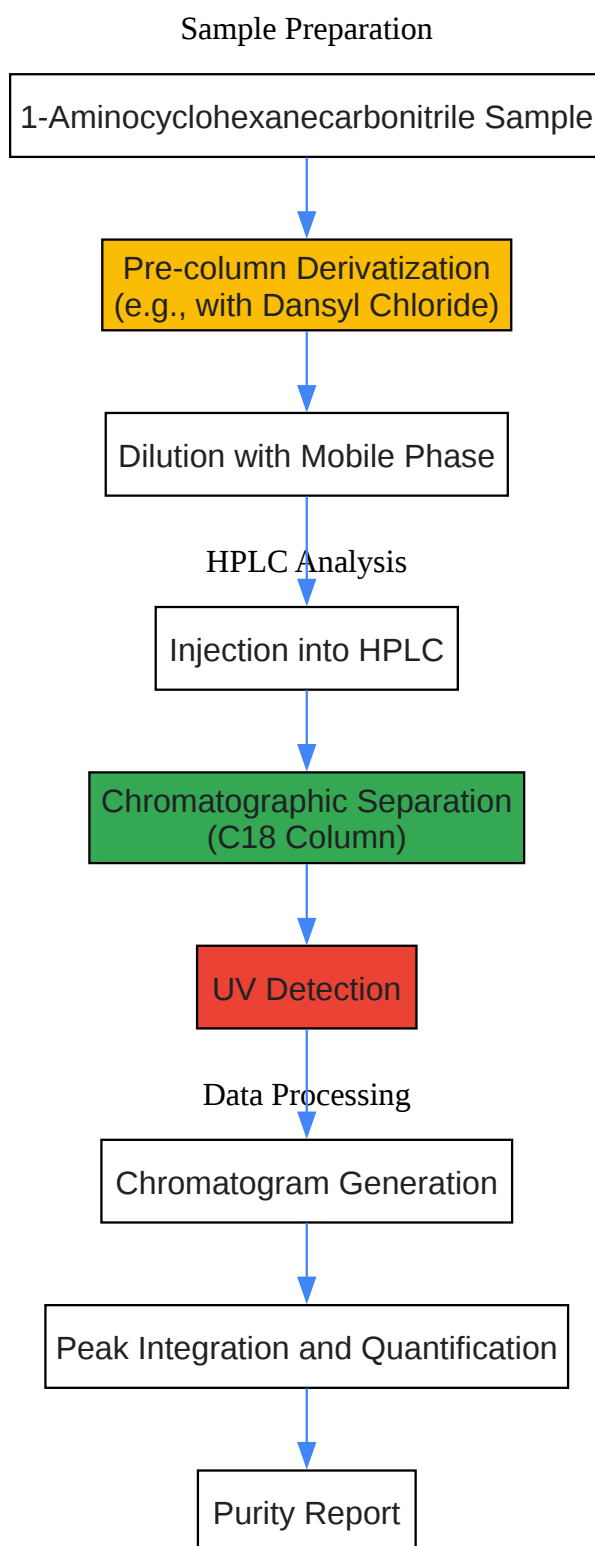 Sample Preparation
1-Aminocyclohexanecarbonitrile Sample
Pre-column Derivatization
(e.g., with Dansyl Chloride)
Dilution with Mobile Phase
HPLC Analysis
Injection into HPLC
Chromatographic Separation
(C18 Column)
UV Detection
Data Processing
Chromatogram Generation
Peak Integration and Quantification
Purity Report